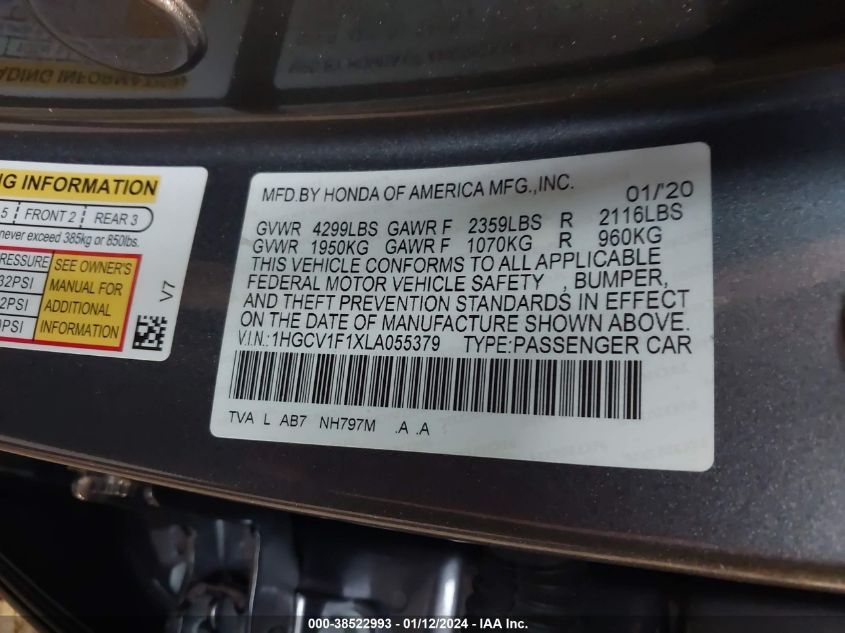 NG INFORMATION
5 FRONT 2 REAR 3
never exceed 385kg or 850lbs.
PRESSURE
32PSI
2PSI
PSI
SEE OWNER'S
MANUAL FOR
ADDITIONAL
INFORMATION
V7
MFD.BY HONDA OF AMERICA MFG.,INC. 01/'20
GVWR 4299LBS GAWR F 2359LBS R 2116LBS
GVWR 1950KG GAWR F 1070KG R 960KG
THIS VEHICLE CONFORMS TO ALL APPLICABLE
FEDERAL MOTOR VEHICLE SAFETY , BUMPER,
AND THEFT PREVENTION STANDARDS IN EFFECT
ON THE DATE OF MANUFACTURE SHOWN ABOVE.
V.I.N.:1HGCV1F1XLA055379 TYPE:PASSENGER CAR
TVA L AB7 NH797M .A .A
000-38522993 - 01/12/2024 - IAA Inc.